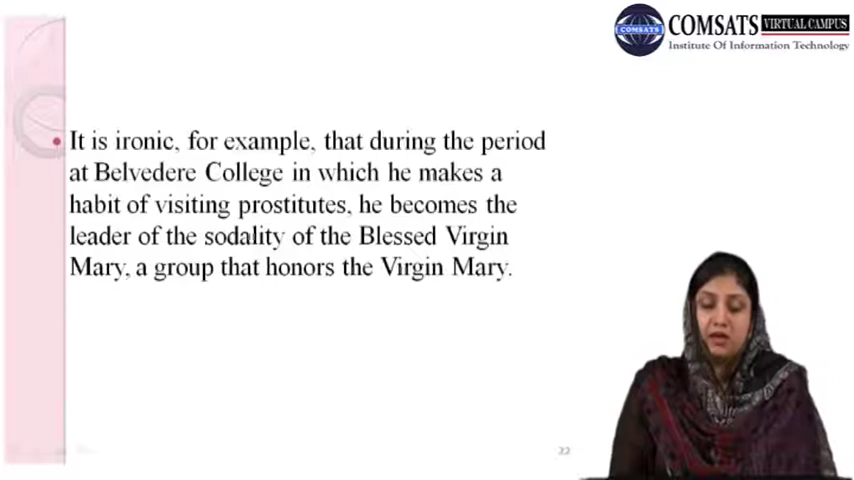 COMSATS
COMSATS VIRTUAL CAMPUS
Institute Of Information Technology
It is ironic, for example, that during the period
at Belvedere College in which he makes a
habit of visiting prostitutes, he becomes the
leader of the sodality of the Blessed Virgin
Mary, a group that honors the Virgin Mary.
22